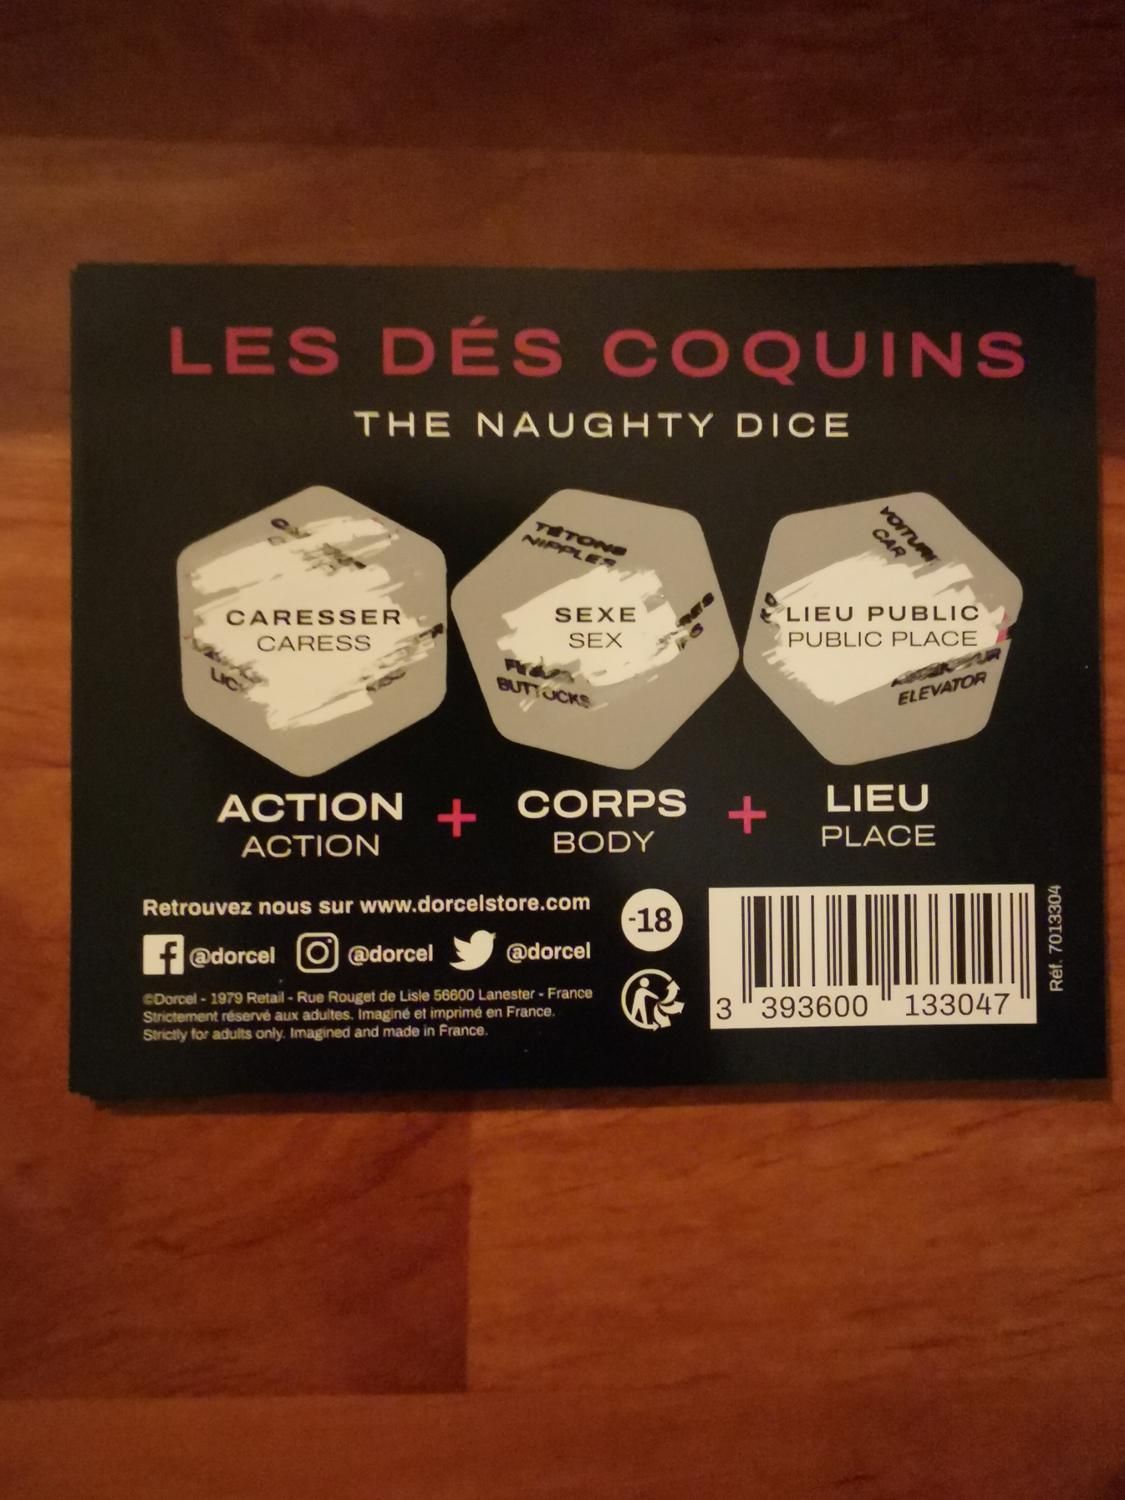 LES DÉS COQUINS
THE NAUGHTY DICE
TÉTONS
NIPPLES
VOITURE
CAR
CARESSER
CARESS
SEXE
SEX
LIEU PUBLIC
PUBLIC PLACE
BUTTOCKS
ELEVATOR
ACTION
ACTION
+
CORPS
BODY
+
LIEU
PLACE
Retrouvez nous sur www.dorcelstore.com
@dorcel @dorcel @dorcel
©Dorcel - 1979 Retail - Rue Rouget de Lisle 56600 Lanester - France
Strictement réservé aux adultes. Imaginé et imprimé en France.
Strictly for adults only. Imagined and made in France.
-18
3 393600 133047
Réf. 7013304